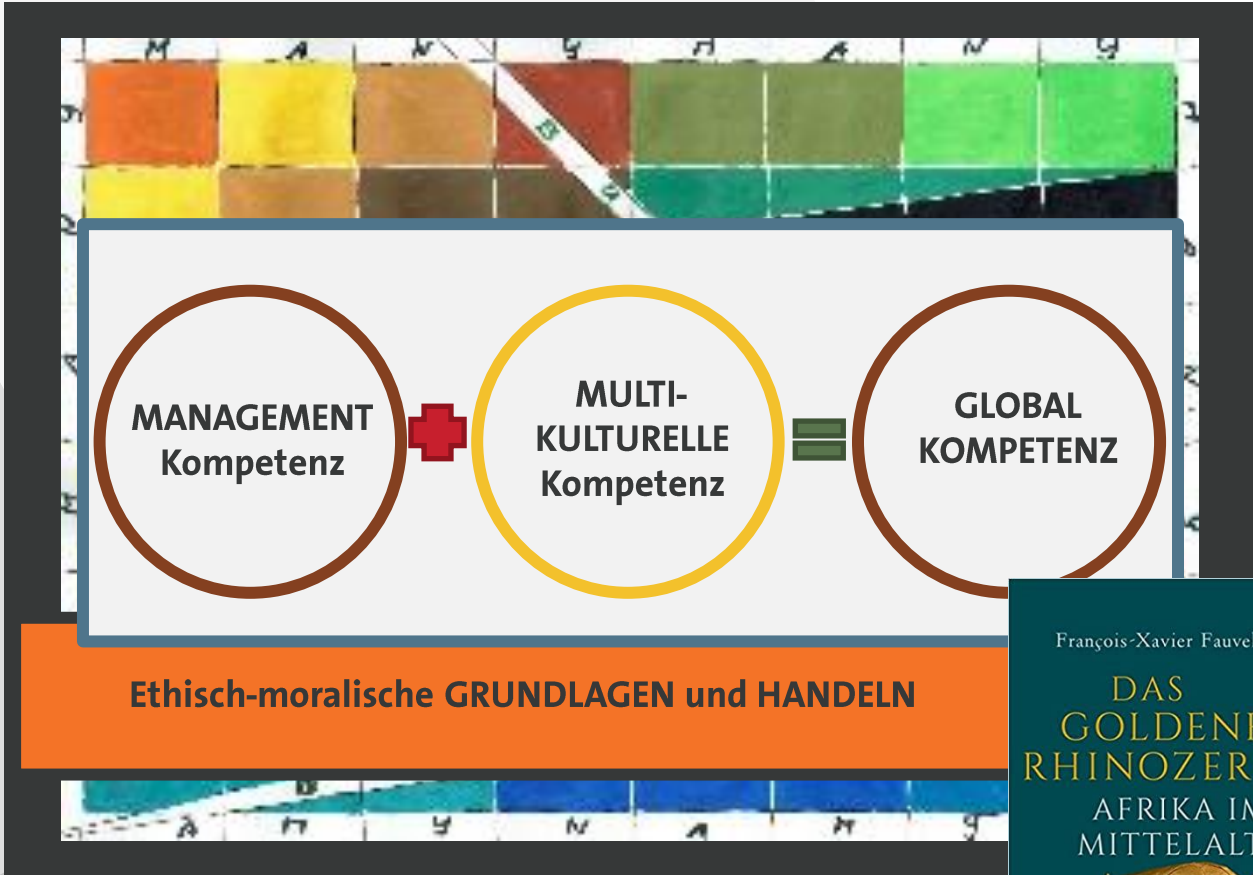 M A N G M A N G
B
MANAGEMENT
Kompetenz
MULTI-
KULTURELLE
Kompetenz
GLOBAL
KOMPETENZ
Ethisch-moralische GRUNDLAGEN und HANDELN
François-Xavier Fauvel
DAS
GOLDENE
RHINOZER
AFRIKA IM
MITTELALT